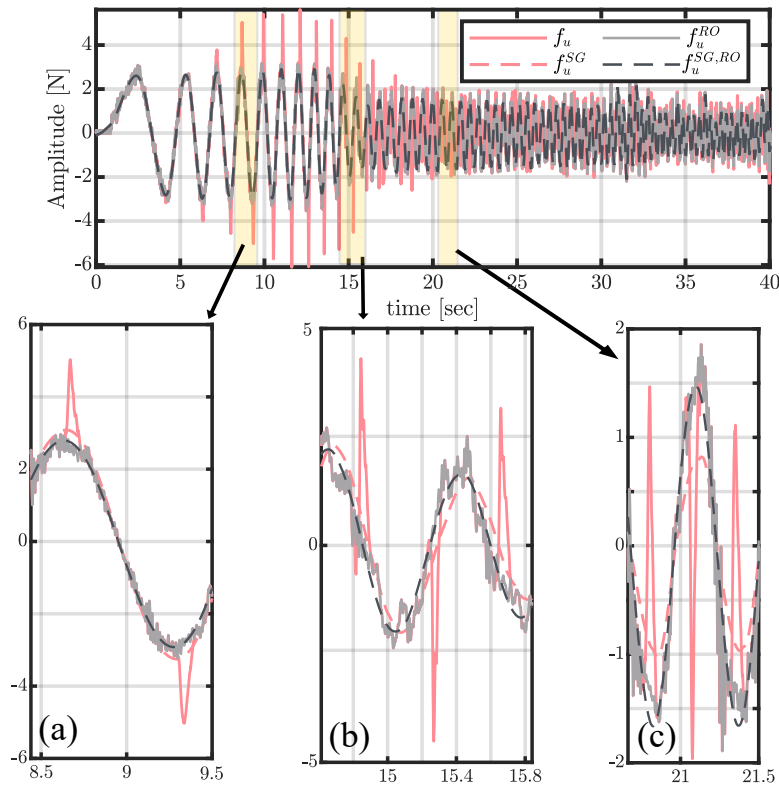 Amplitude [N]
6
4
2
0
-2
-4
-6
f_u f_u^{RO}
f_u^{SG} f_u^{SG,RO}
0 5 10 15 20 25 30 35 40
time [sec]
6
2
0
-4
-6
(a)
8.5 9 9.5
5
0
-5
(b)
15 15.4 15.8
2
1
0
-1
-2
(c)
21 21.5